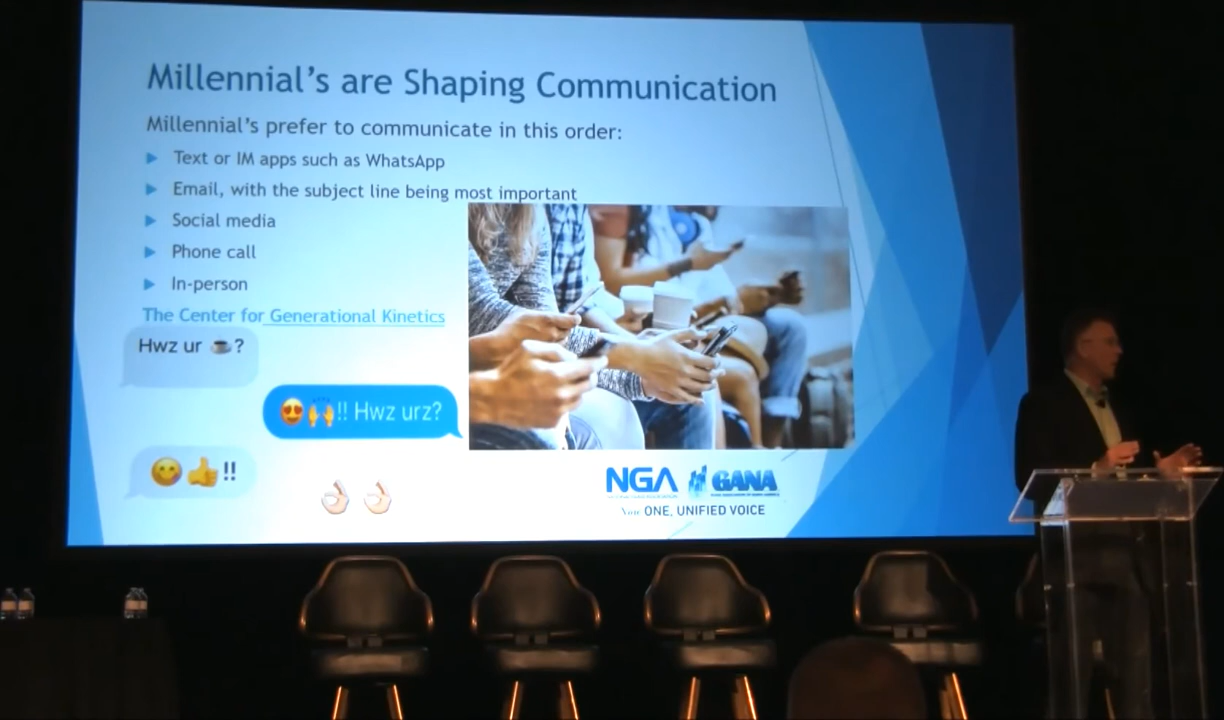 Millennial's are Shaping Communication
Millennial's prefer to communicate in this order:
Text or IM apps such as WhatsApp
Email, with the subject line being most important
Social media
Phone call
In-person
The Center for Generational Kinetics
Hwz ur ☕?
😍🙌!! Hwz urz?
😋👍!!
👌👌
NGA GANA
Now ONE, UNIFIED VOICE